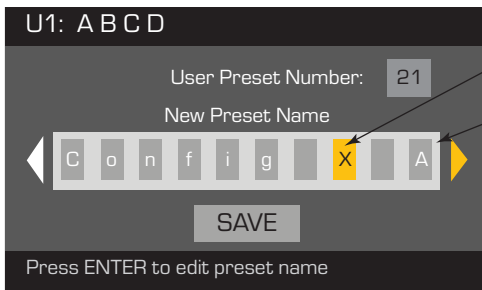 U1: A B C D
User Preset Number: 21
New Preset Name
C o n f i g X A
SAVE
Press ENTER to edit preset name